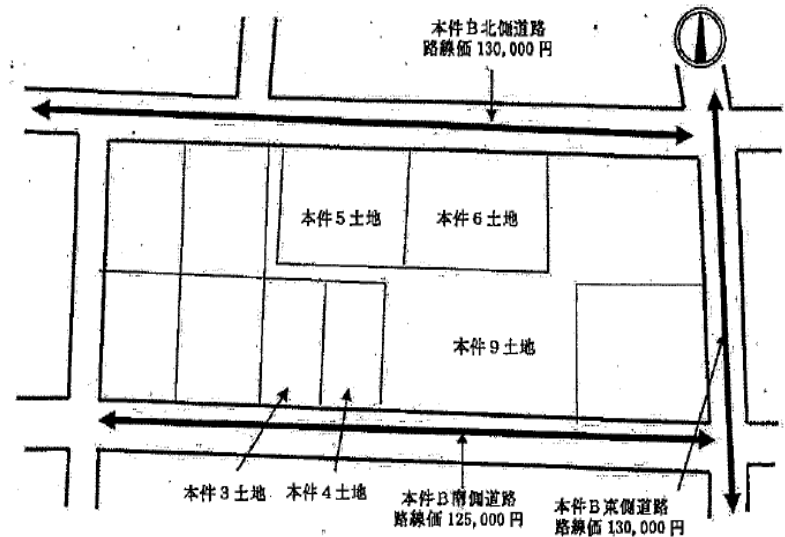 本件B北側道路
路線価 130,000 円
本件5土地
本件6土地
本件9土地
本件3土地
本件4土地
本件B南側道路
路線価 125,000 円
本件B東側道路
路線価 130,000 円